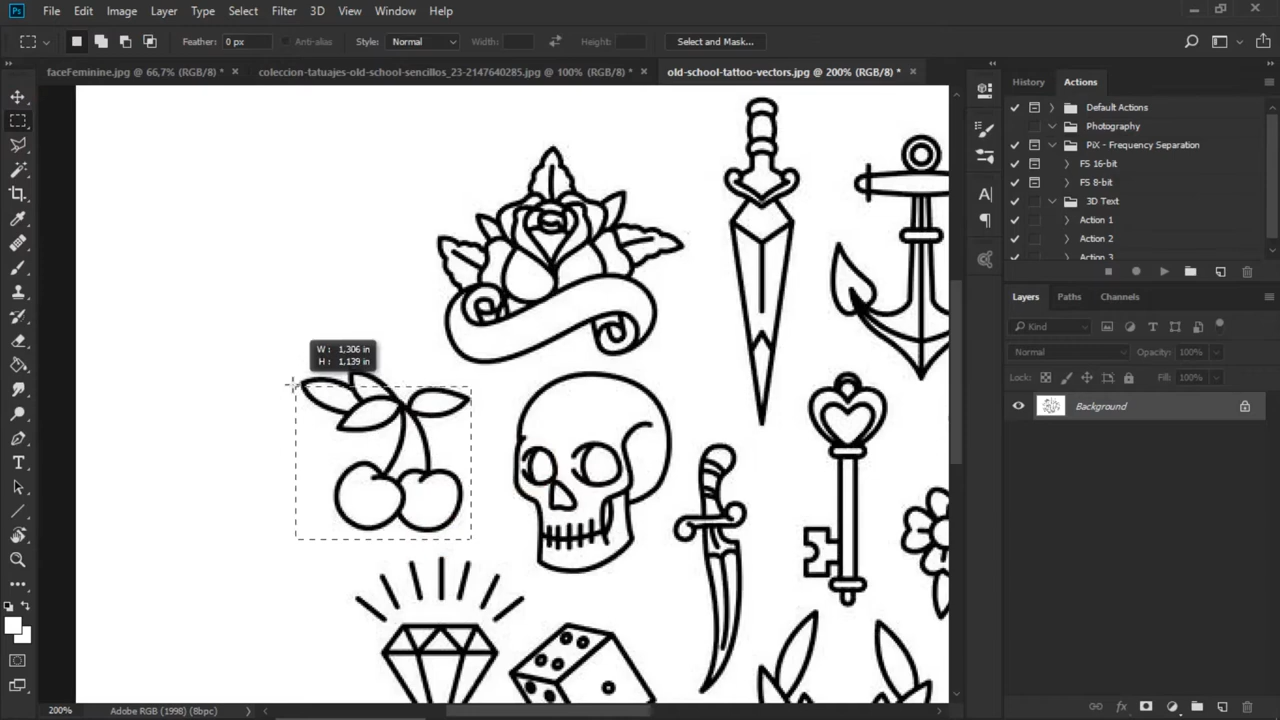 Ps File Edit Image Layer Type Select Filter 3D View Window Help
Feather: 0 px Anti-alias Style: Normal Width: Height: Select and Mask...
faceFeminine.jpg @ 66,7% (RGB/8) * coleccion-tatuajes-old-school-sencillos_23-2147640285.jpg @ 100% (RGB/8) * old-school-tattoo-vectors.jpg @ 200% (RGB/8) *
History Actions
Default Actions
Photography
PiX - Frequency Separation
FS 16-bit
FS 8-bit
3D Text
Action 1
Action 2
Action 3
Layers Paths Channels
Kind
Normal Opacity: 100%
Lock: Fill: 100%
Background
W: 1,306 in
H: 1,139 in
200% Adobe RGB (1998) (8bpc)